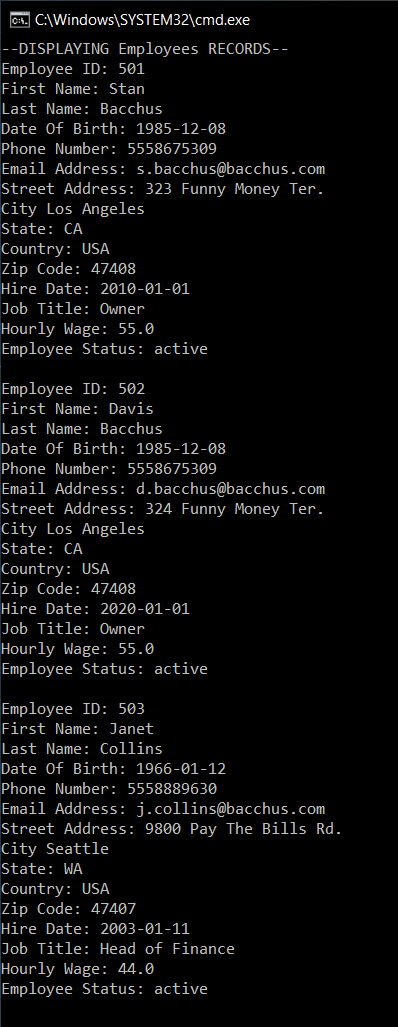 C:\Windows\SYSTEM32\cmd.exe
--DISPLAYING Employees RECORDS--
Employee ID: 501
First Name: Stan
Last Name: Bacchus
Date Of Birth: 1985-12-08
Phone Number: 5558675309
Email Address: s.bacchus@bacchus.com
Street Address: 323 Funny Money Ter.
City Los Angeles
State: CA
Country: USA
Zip Code: 47408
Hire Date: 2010-01-01
Job Title: Owner
Hourly Wage: 55.0
Employee Status: active

Employee ID: 502
First Name: Davis
Last Name: Bacchus
Date Of Birth: 1985-12-08
Phone Number: 5558675309
Email Address: d.bacchus@bacchus.com
Street Address: 324 Funny Money Ter.
City Los Angeles
State: CA
Country: USA
Zip Code: 47408
Hire Date: 2020-01-01
Job Title: Owner
Hourly Wage: 55.0
Employee Status: active

Employee ID: 503
First Name: Janet
Last Name: Collins
Date Of Birth: 1966-01-12
Phone Number: 5558889630
Email Address: j.collins@bacchus.com
Street Address: 9800 Pay The Bills Rd.
City Seattle
State: WA
Country: USA
Zip Code: 47407
Hire Date: 2003-01-11
Job Title: Head of Finance
Hourly Wage: 44.0
Employee Status: active